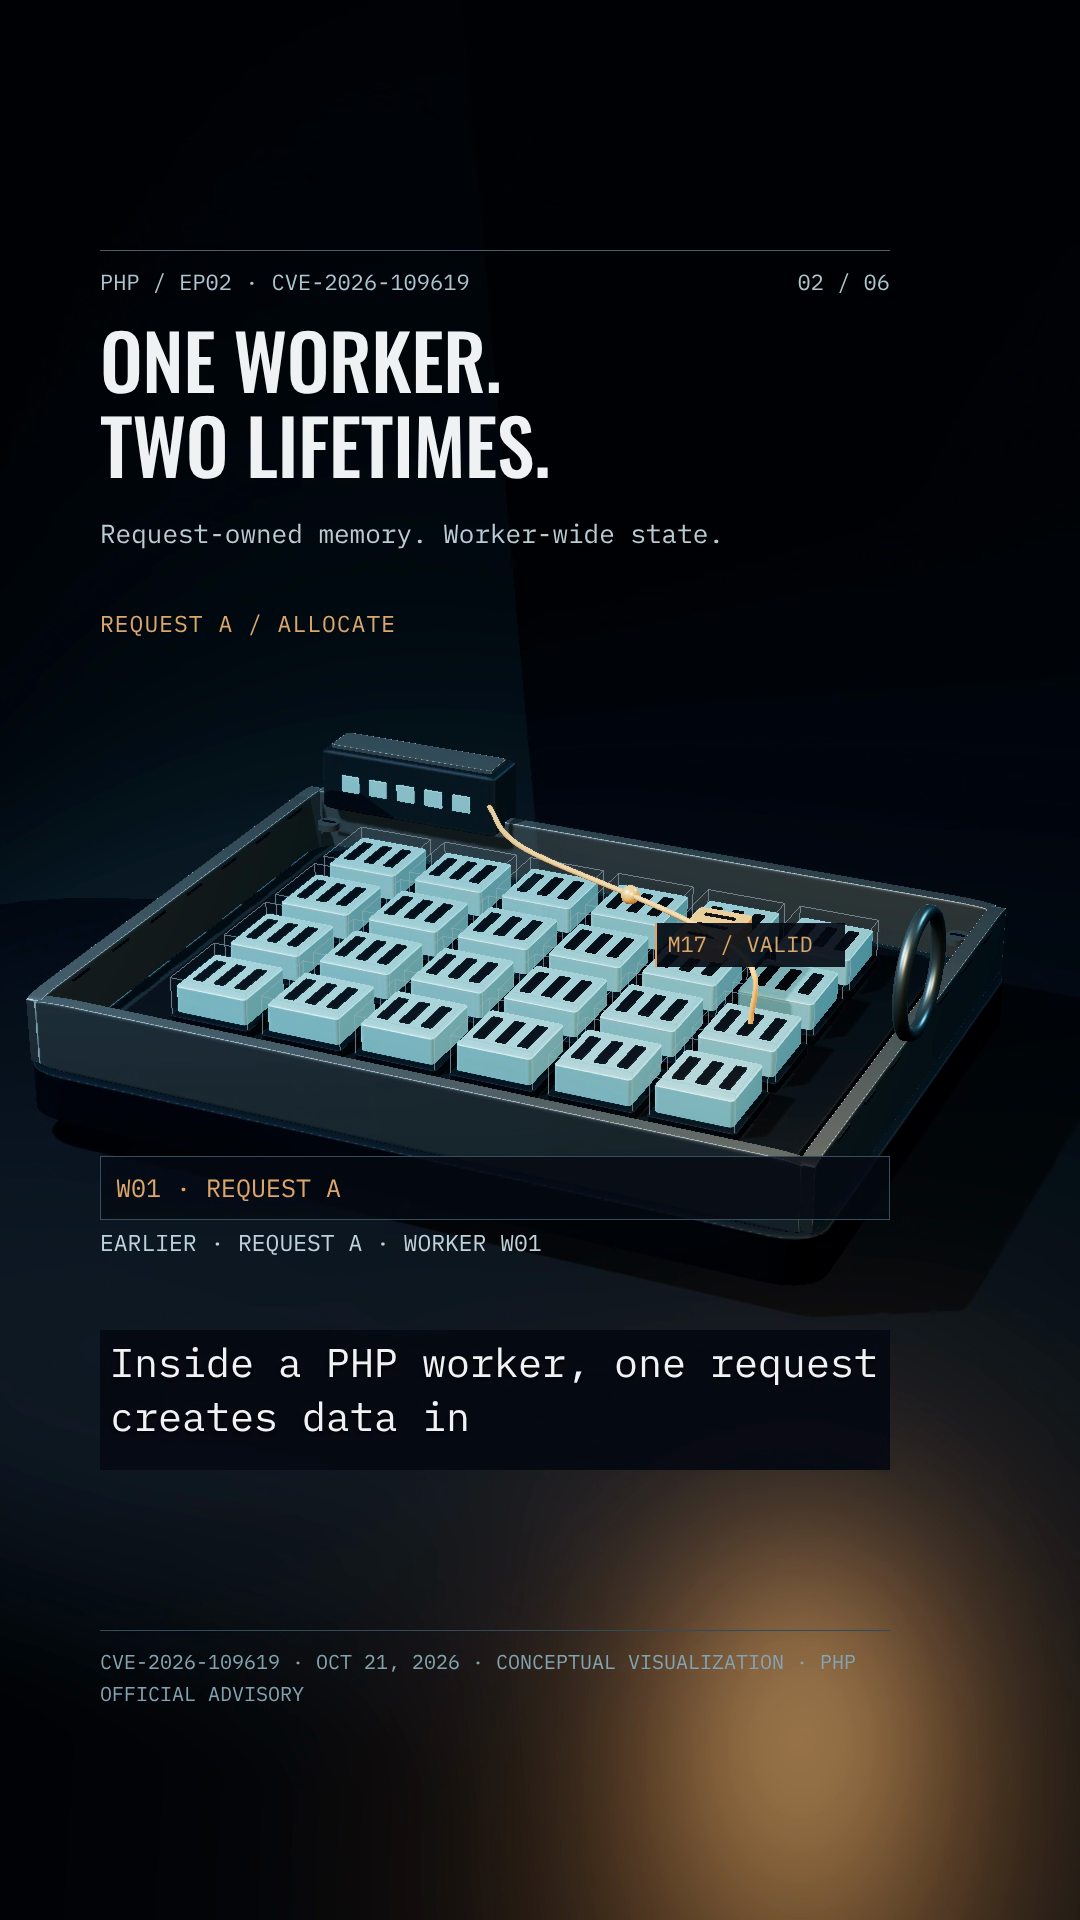 PHP / EP02 · CVE-2026-109619
02 / 06
ONE WORKER.
TWO LIFETIMES.
Request-owned memory. Worker-wide state.
REQUEST A / ALLOCATE
M17 / VALID
W01 · REQUEST A
EARLIER · REQUEST A · WORKER W01
Inside a PHP worker, one request
creates data in
CVE-2026-109619 · OCT 21, 2026 · CONCEPTUAL VISUALIZATION · PHP
OFFICIAL ADVISORY